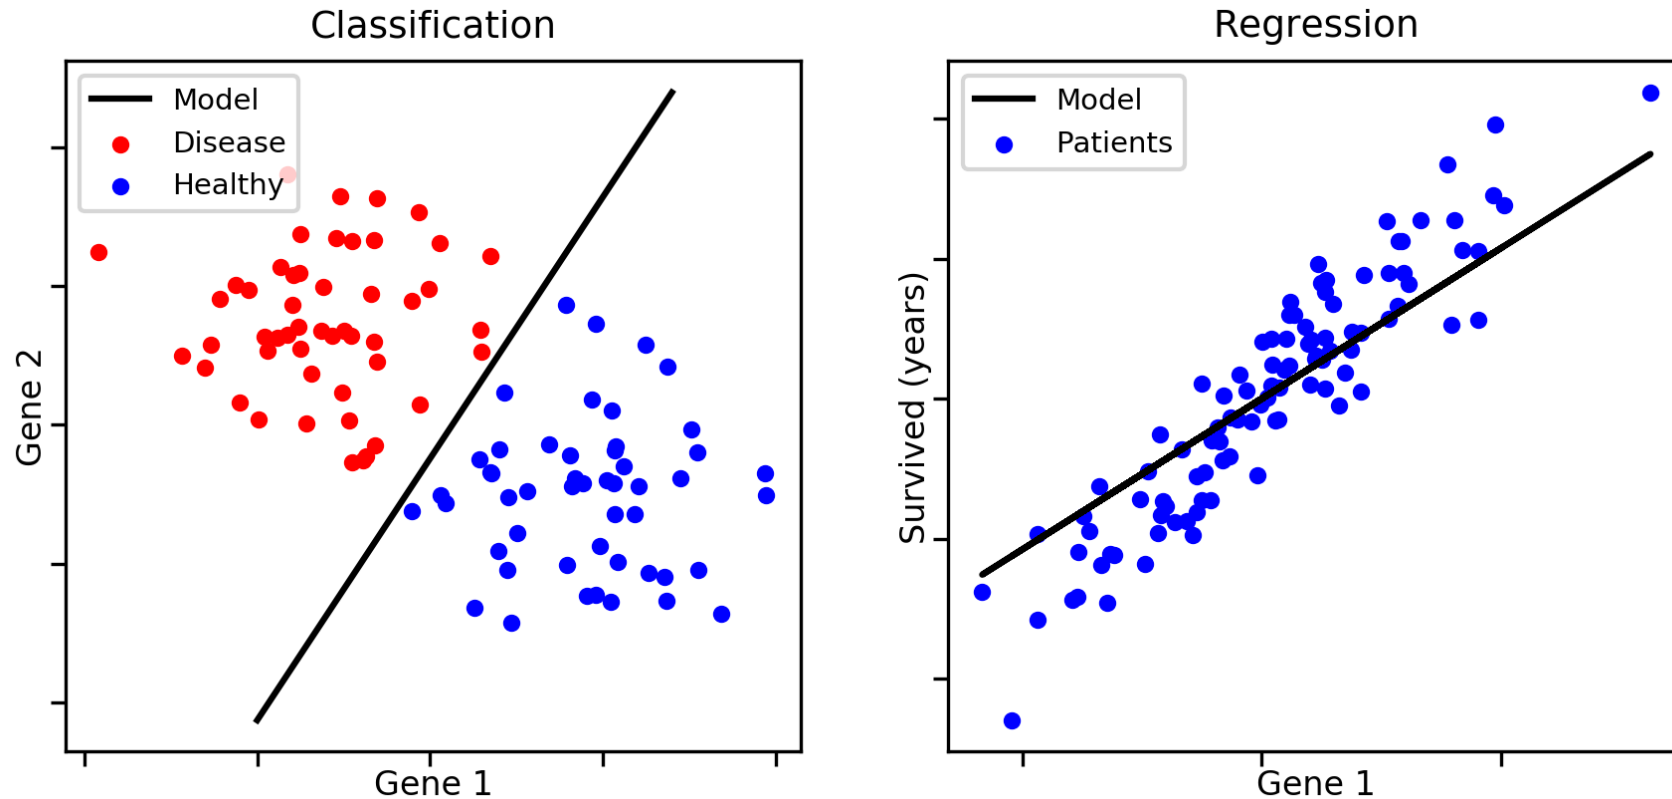 Classification
Model
Disease
Healthy
Gene 2
Gene 1
Regression
Model
Patients
Survived (years)
Gene 1